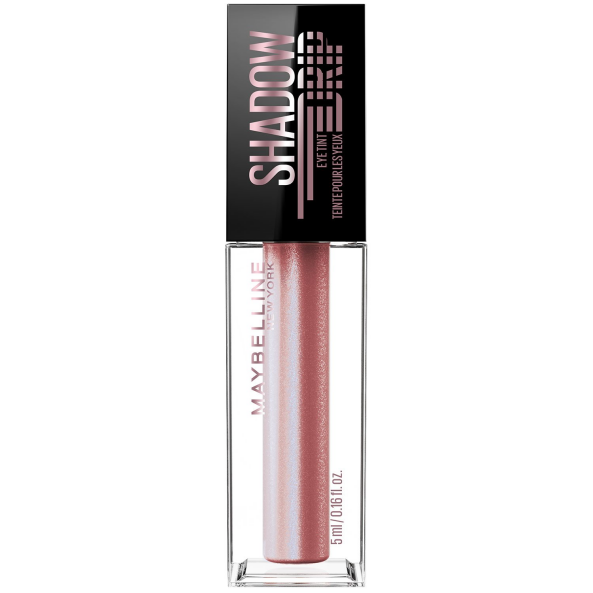 SHADOW
DRIP
EYE TINT
TEINTE POUR LES YEUX
MAYBELLINE
NEW YORK
5 ml / 0.16 fl. oz.